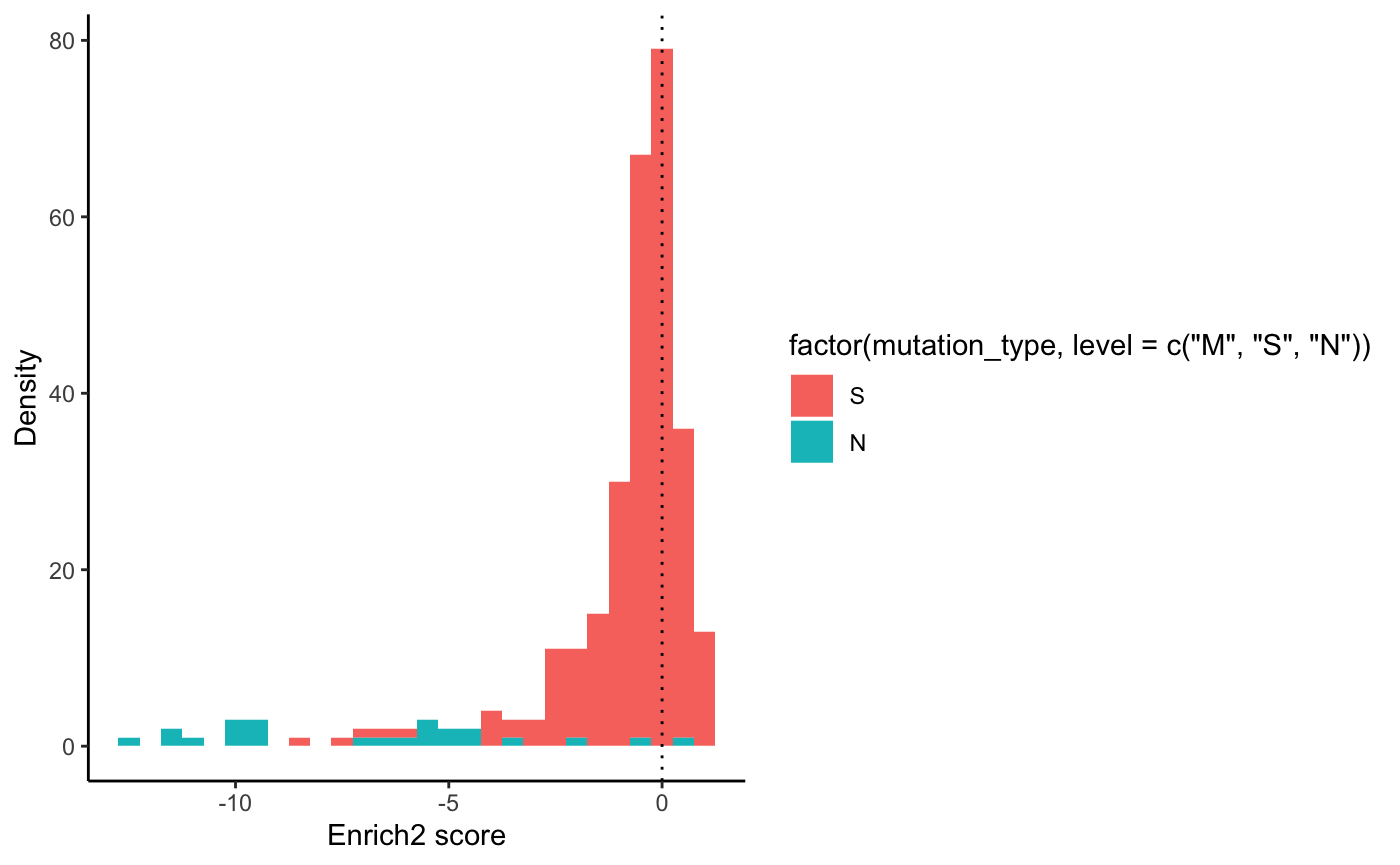 80
60
40
20
0
Density
-10
-5
0
Enrich2 score
factor(mutation_type, level = c("M", "S", "N"))
S
N